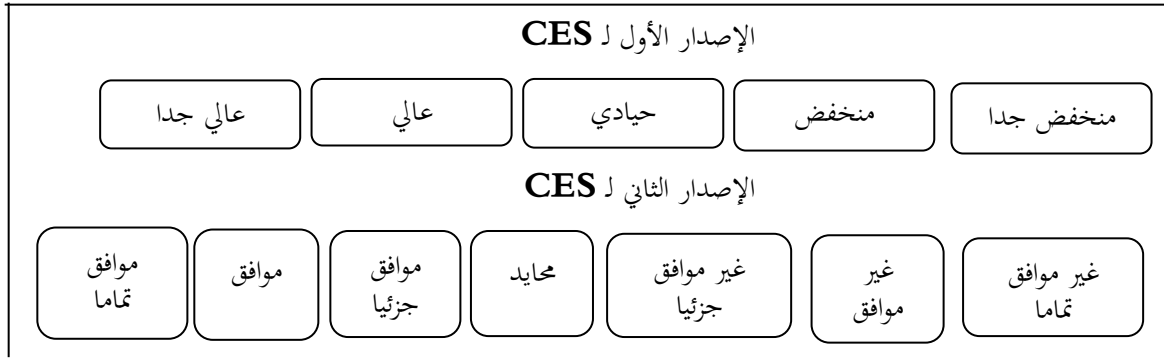 الإصدار الأول لـ CES
منخفض جدا
منخفض
حيادي
عالي
عالي جدا
الإصدار الثاني لـ CES
غير موافق
تماما
غير
موافق
غير موافق
جزئيا
محايد
موافق
جزئيا
موافق
موافق
تماما